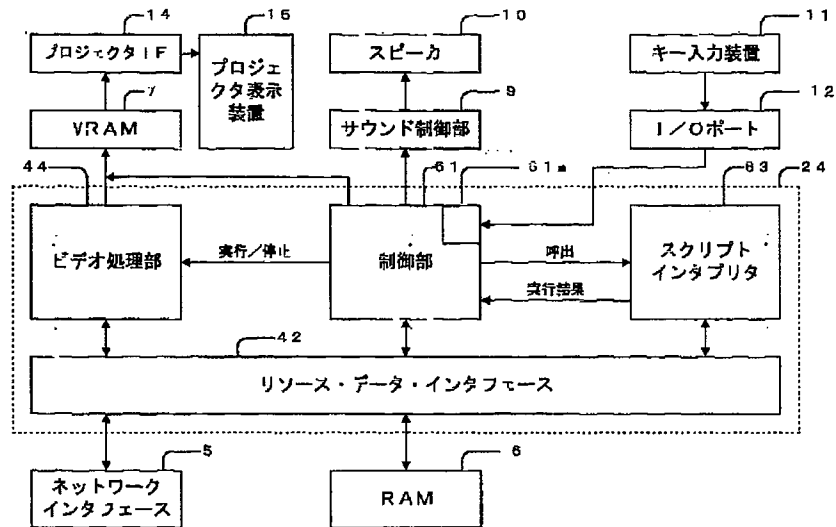 14
15
10
11
プロジェクタIF
プロジェ
クタ表示
装置
スピーカ
キー入力装置
7
9
12
VRAM
サウンド制御部
I/Oポート
44
61
61a
63
24
ビデオ処理部
実行/停止
制御部
呼出
実行結果
スクリプト
インタプリタ
42
リソース・データ・インタフェース
5
6
ネットワーク
インタフェース
RAM